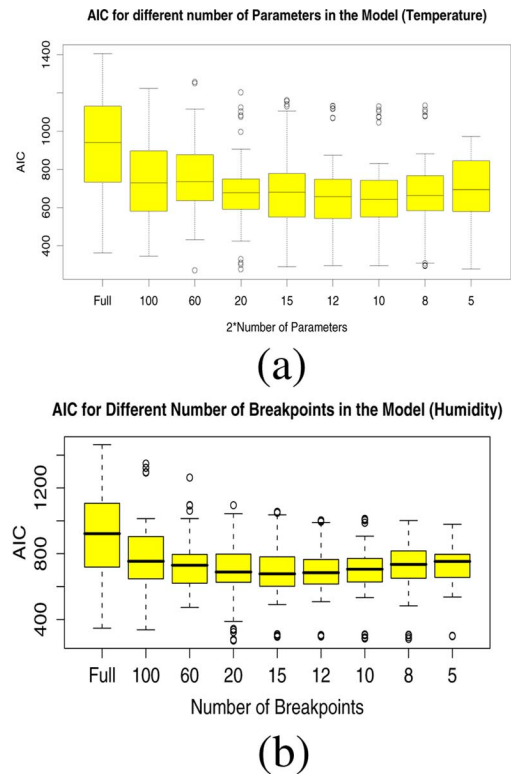 AIC for different number of Parameters in the Model (Temperature)
1400
1000
800
600
400
AIC
Full 100 60 20 15 12 10 8 5
2*Number of Parameters
(a)
AIC for Different Number of Breakpoints in the Model (Humidity)
1200
800
400
AIC
Full 100 60 20 15 12 10 8 5
Number of Breakpoints
(b)